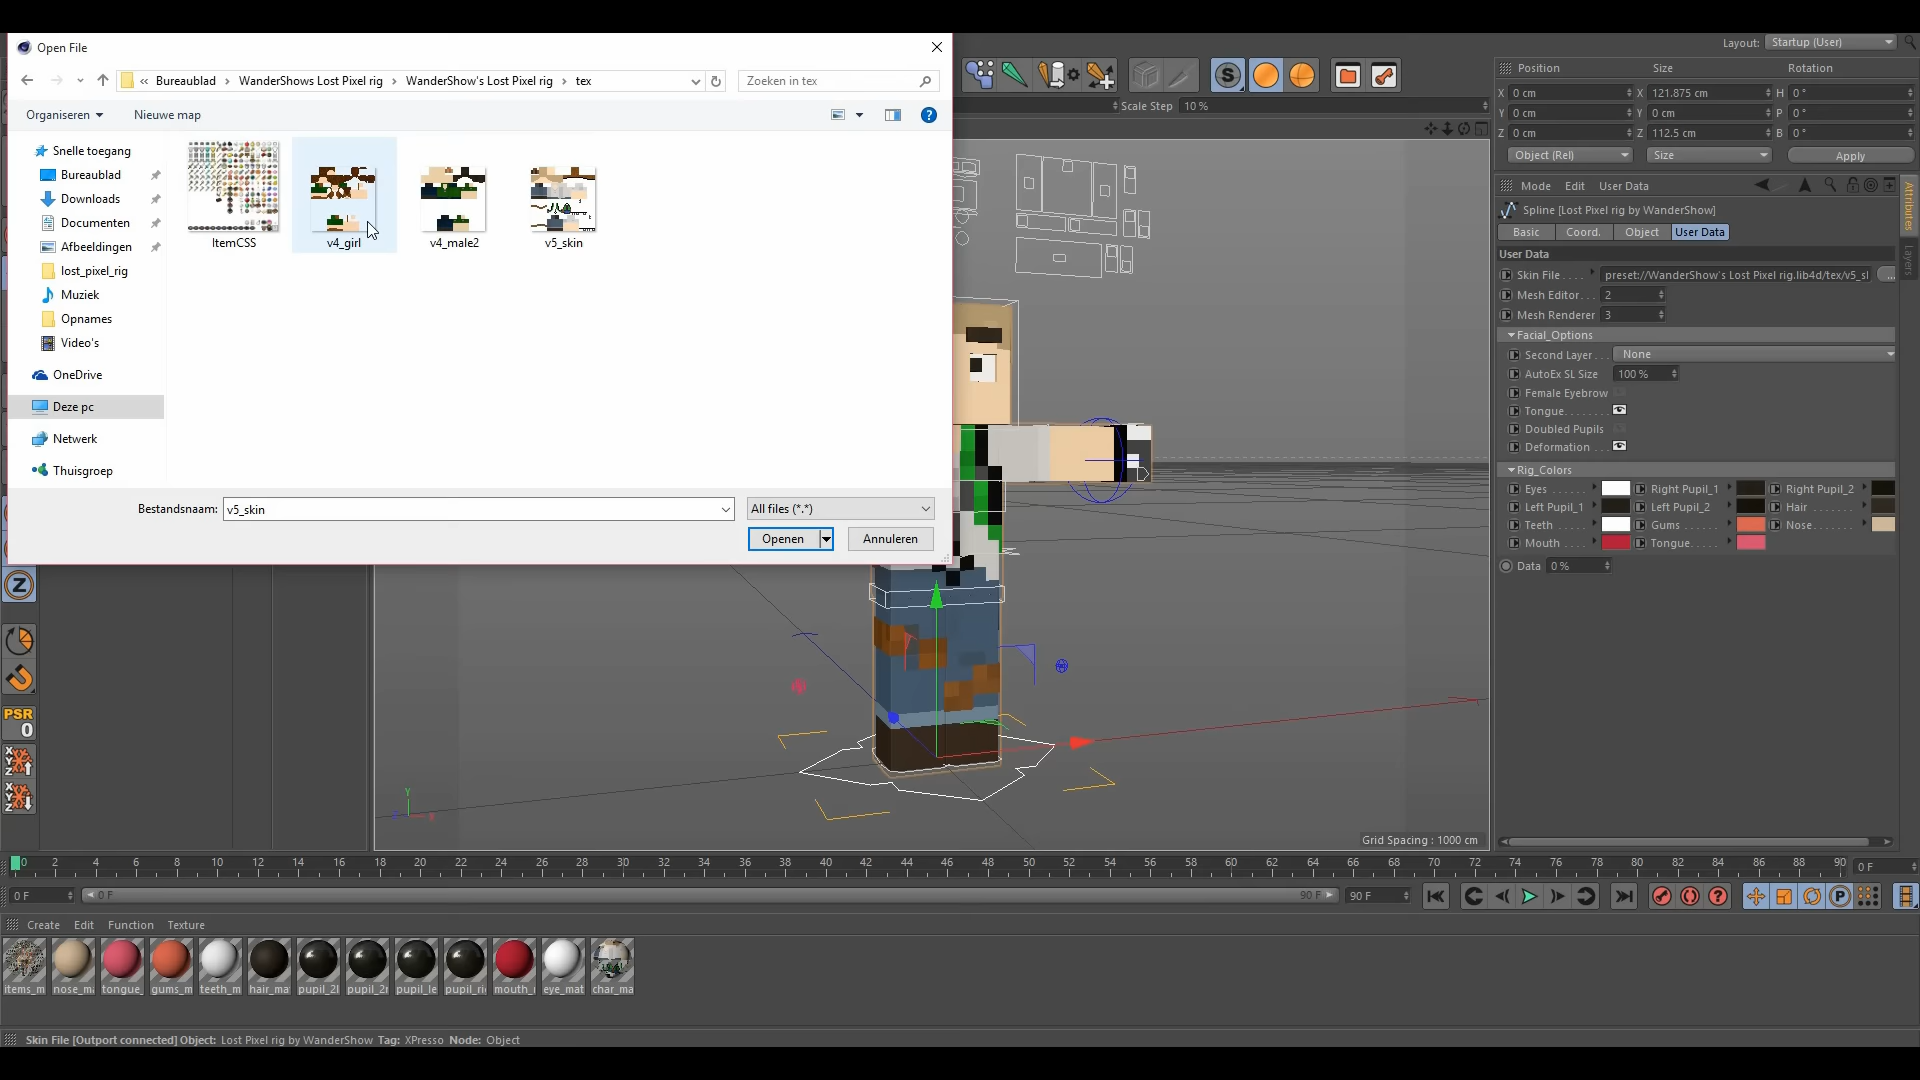 Open File
Layout: Startup (User)
« Bureaublad › WanderShows Lost Pixel rig › WanderShow's Lost Pixel rig › tex
Zoeken in tex
Organiseren
Nieuwe map
Snelle toegang
Bureaublad
Downloads
Documenten
Afbeeldingen
lost_pixel_rig
Muziek
Opnames
Video's
OneDrive
Deze pc
Netwerk
Thuisgroep
ItemCSS
v4_girl
v4_male2
v5_skin
Bestandsnaam: v5_skin
All files (*.*)
Openen
Annuleren
Scale Step 10 %
Position Size Rotation
X 0 cm X 121.875 cm H 0 °
Y 0 cm Y 0 cm P 0 °
Z 0 cm Z 112.5 cm B 0 °
Object (Rel) Size Apply
Mode Edit User Data
Spline [Lost Pixel rig by WanderShow]
Basic Coord. Object User Data
User Data
Skin File . . . . preset://WanderShow's Lost Pixel rig.lib4d/tex/v5_sl ...
Mesh Editor . . . 2
Mesh Renderer 3
Facial_Options
Second Layer . . . None
AutoEx SL Size 100 %
Female Eyebrow
Tongue. . . . . . . .
Doubled Pupils
Deformation . . .
Rig_Colors
Eyes . . . . Right Pupil_1 Right Pupil_2
Left Pupil_1 Left Pupil_2 Hair . . . . .
Teeth . . . . Gums . . . . Nose. . . . .
Mouth . . . . Tongue. . . . .
Data 0 %
Attributes
Layers
PSR
0
Y
Grid Spacing : 1000 cm
0 2 4 6 8 10 12 14 16 18 20 22 24 26 28 30 32 34 36 38 40 42 44 46 48 50 52 54 56 58 60 62 64 66 68 70 72 74 76 78 80 82 84 86 88 90 0 F
0 F 0 F 90 F 90 F
Create Edit Function Texture
items_m nose_m tongue_ gums_m teeth_m hair_ma pupil_2l pupil_2r pupil_le pupil_ri mouth_ eye_mat char_ma
Skin File [Outport connected] Object: Lost Pixel rig by WanderShow Tag: XPresso Node: Object